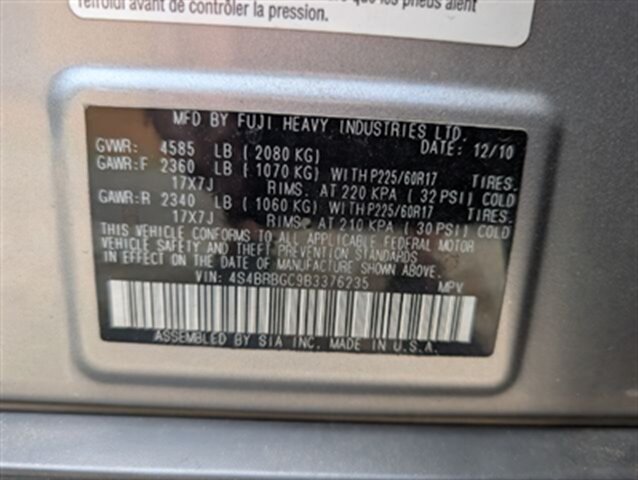 refroidi avant de contrôler la pression. que les pneus aient
MFD BY FUJI HEAVY INDUSTRIES LTD.
GVWR: 4585 LB ( 2080 KG) DATE: 12/10
GAWR:F 2360 LB ( 1070 KG) WITH P225/60R17 TIRES.
17X7J RIMS. AT 220 KPA ( 32 PSI) COLD
GAWR:R 2340 LB ( 1060 KG) WITH P225/60R17 TIRES.
17X7J RIMS. AT 210 KPA ( 30 PSI) COLD
THIS VEHICLE CONFORMS TO ALL APPLICABLE FEDERAL MOTOR
VEHICLE SAFETY AND THEFT PREVENTION STANDARDS
IN EFFECT ON THE DATE OF MANUFACTURE SHOWN ABOVE.
VIN: 4S4BRBGC9B3376235 MPV
ASSEMBLED BY SIA INC. MADE IN U.S.A.